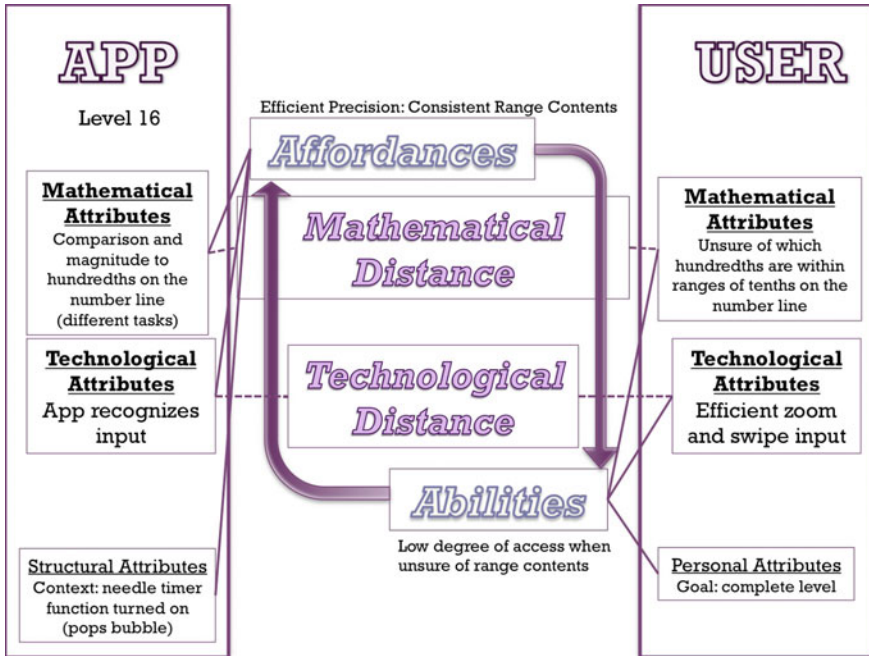 APP
Level 16
Mathematical
Attributes
Comparison and
magnitude to
hundredths on the
number line
(different tasks)
Technological
Attributes
App recognizes
input
Structural Attributes
Context: needle timer
function turned on
(pops bubble)
Efficient Precision: Consistent Range Contents
Affordances
Mathematical
Distance
Technological
Distance
Abilities
Low degree of access when
unsure of range contents
USER
Mathematical
Attributes
Unsure of which
hundredths are within
ranges of tenths on the
number line
Technological
Attributes
Efficient zoom
and swipe input
Personal Attributes
Goal: complete level